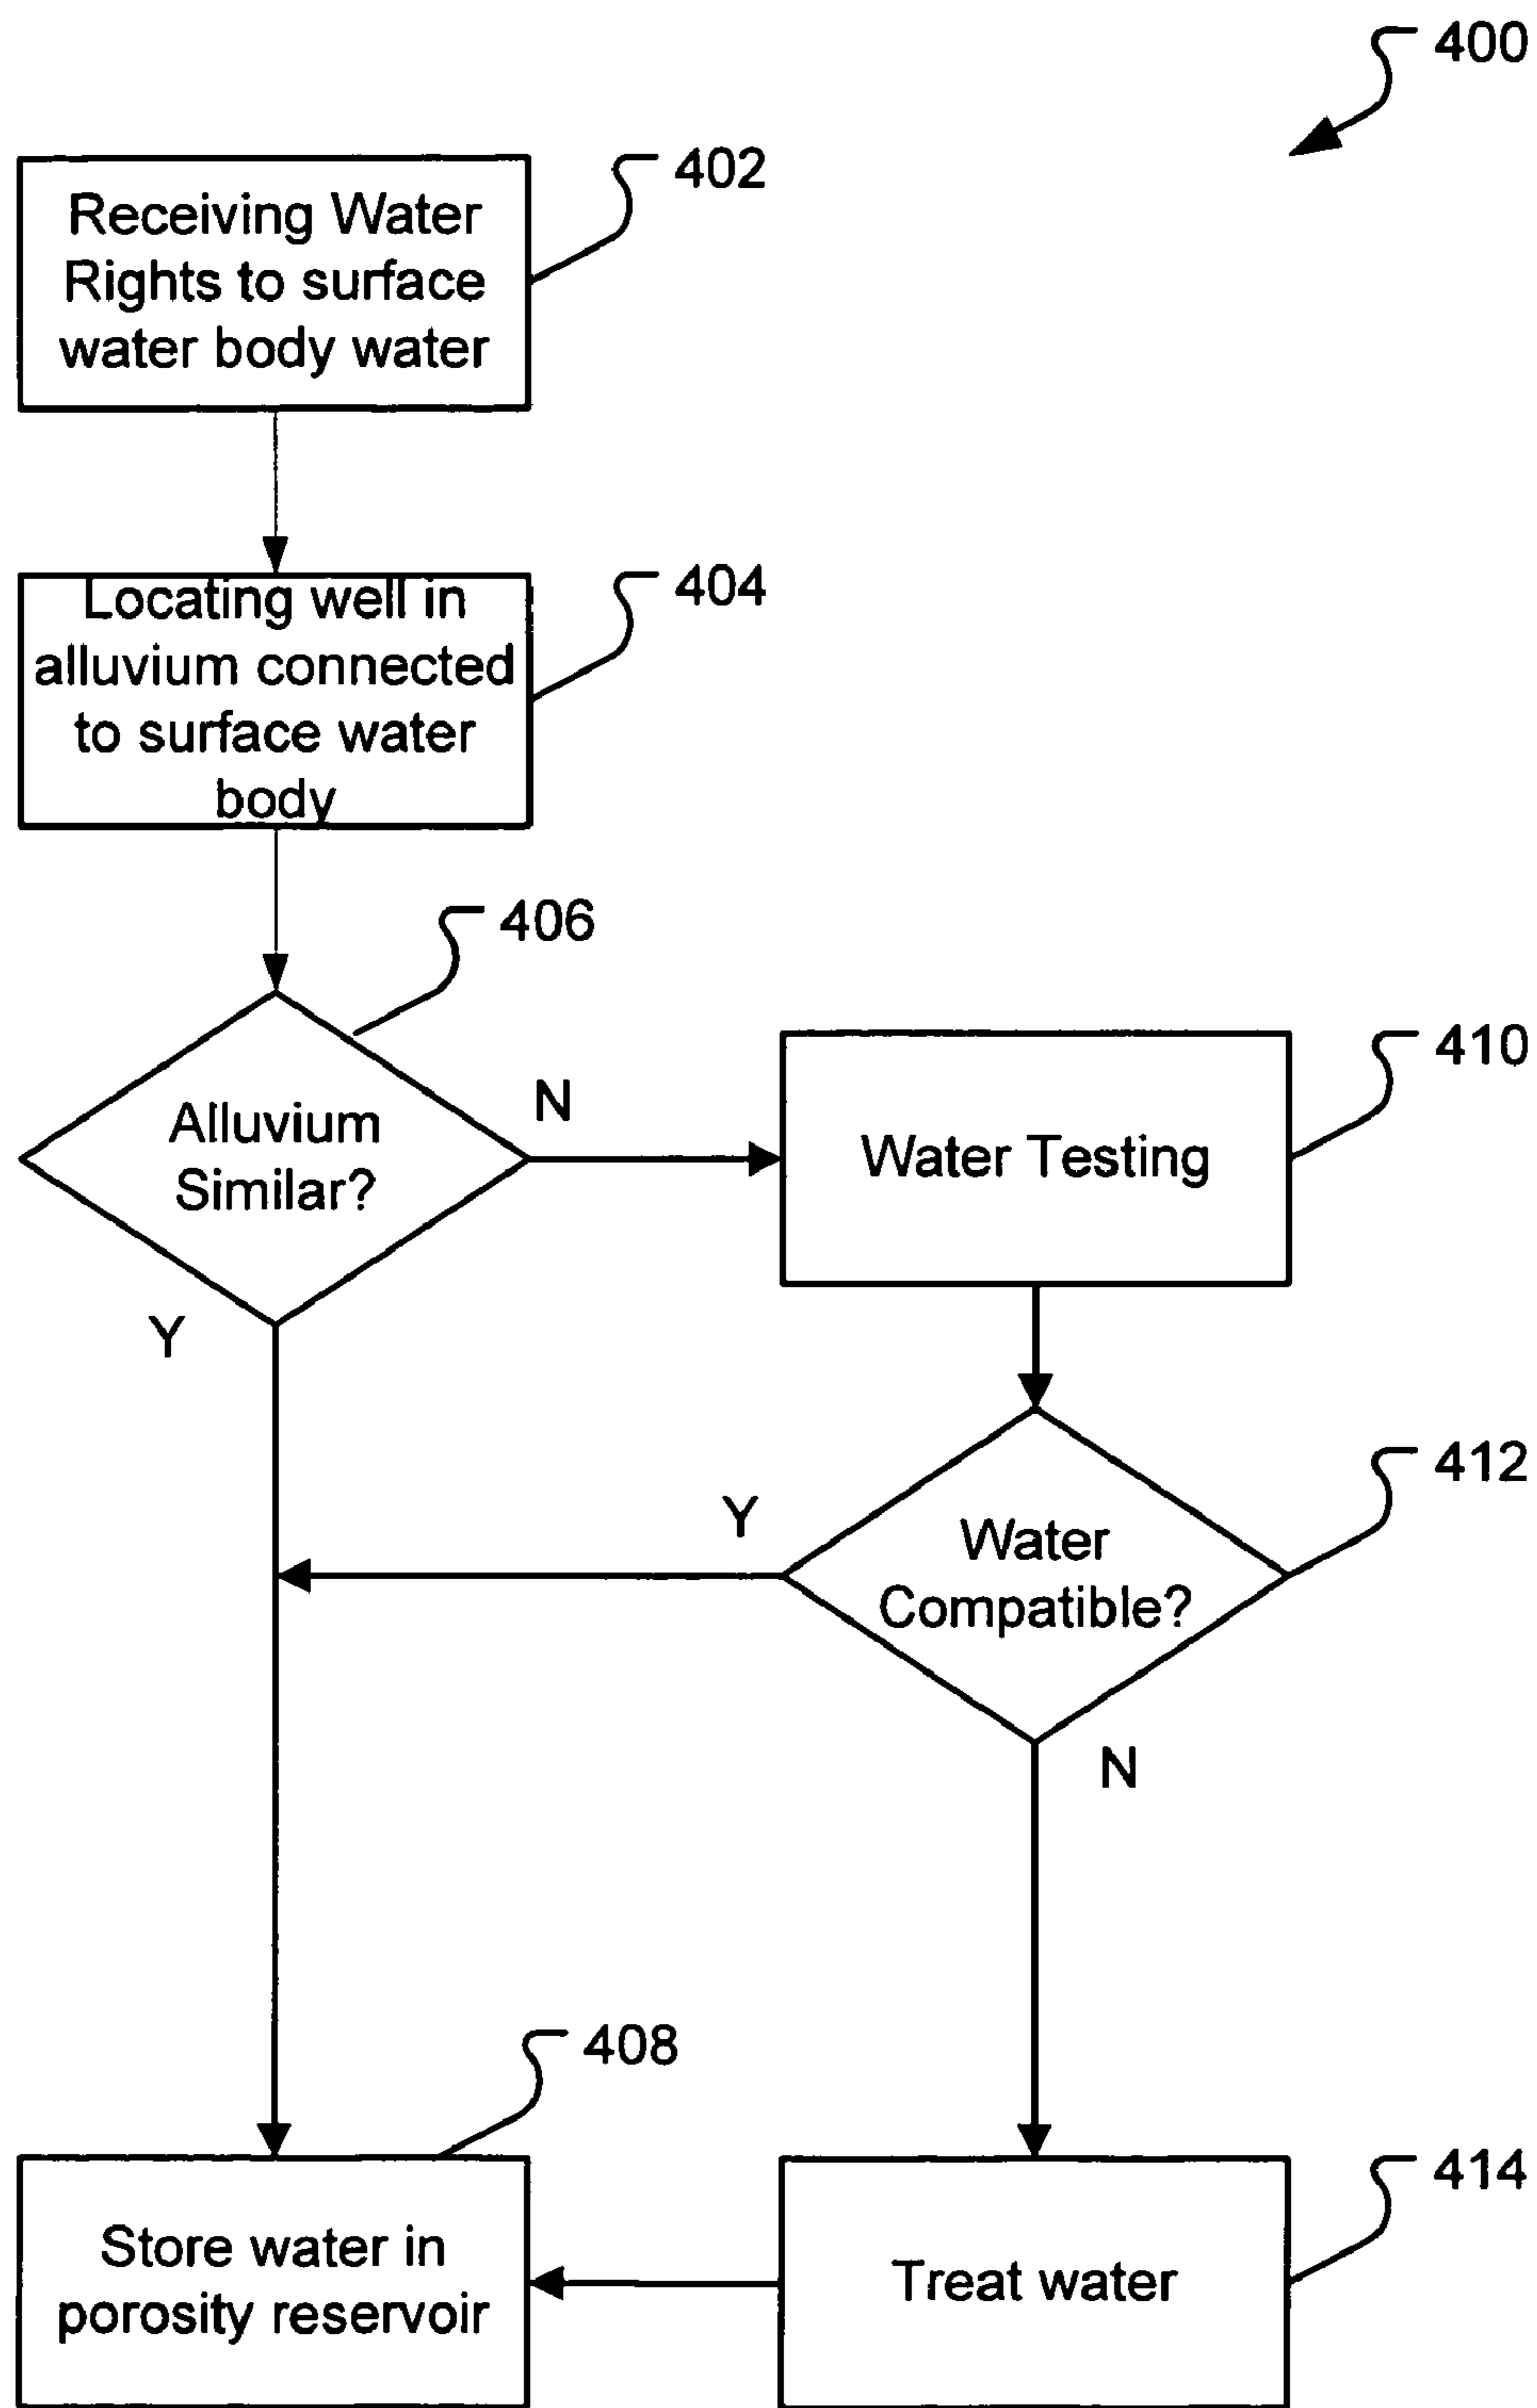 400
402
Receiving Water
Rights to surface
water body water
404
Locating well in
alluvium connected
to surface water
body
406
Alluvium
Similar?
N
Y
410
Water Testing
412
Water
Compatible?
Y
N
408
Store water in
porosity reservoir
414
Treat water